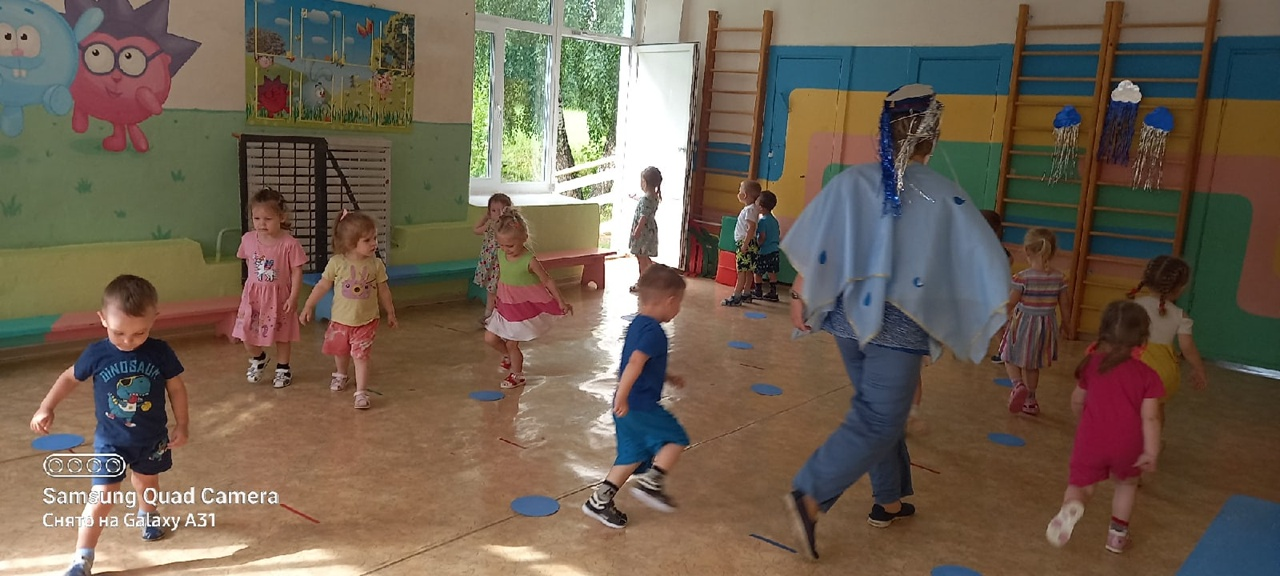 DINOSAUR
Samsung Quad Camera
Снято на Galaxy A31